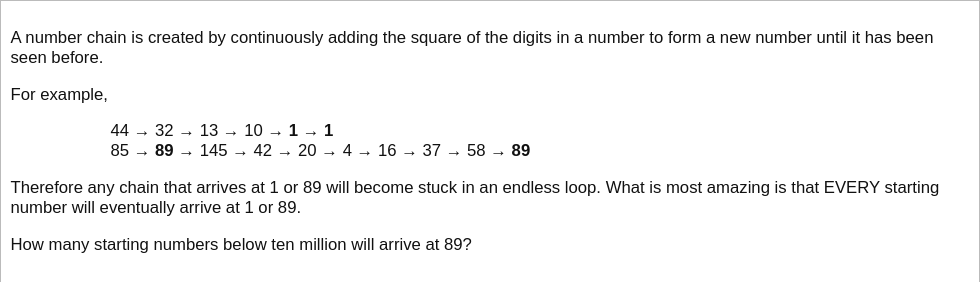 A number chain is created by continuously adding the square of the digits in a number to form a new number until it has been
seen before.
For example,
44 → 32 → 13 → 10 → 1 → 1
85 → 89 → 145 → 42 → 20 → 4 → 16 → 37 → 58 → 89
Therefore any chain that arrives at 1 or 89 will become stuck in an endless loop. What is most amazing is that EVERY starting
number will eventually arrive at 1 or 89.
How many starting numbers below ten million will arrive at 89?